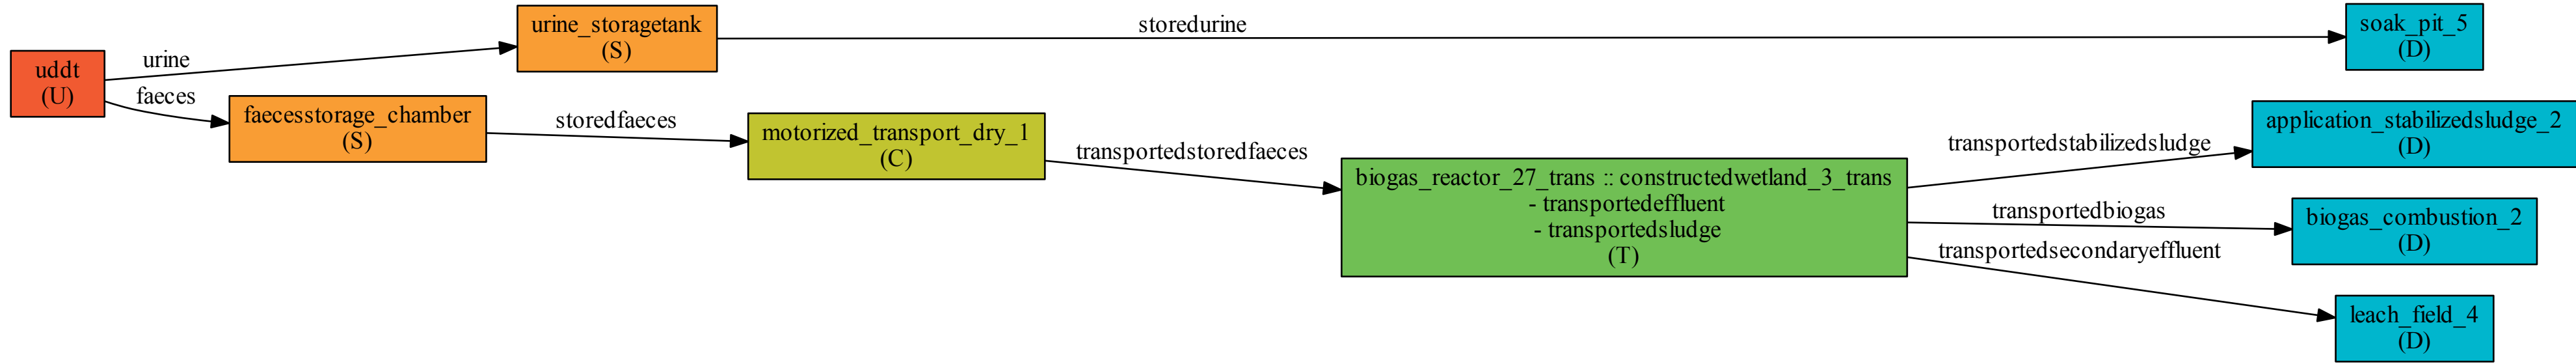 uddt
(U)
urine
faeces
urine_storagetank
(S)
faecesstorage_chamber
(S)
storedurine
storedfaeces
motorized_transport_dry_1
(C)
transportedstoredfaeces
biogas_reactor_27_trans :: constructedwetland_3_trans
- transportedeffluent
- transportedsludge
(T)
transportedstabilizedsludge
transportedbiogas
transportedsecondaryeffluent
soak_pit_5
(D)
application_stabilizedsludge_2
(D)
biogas_combustion_2
(D)
leach_field_4
(D)